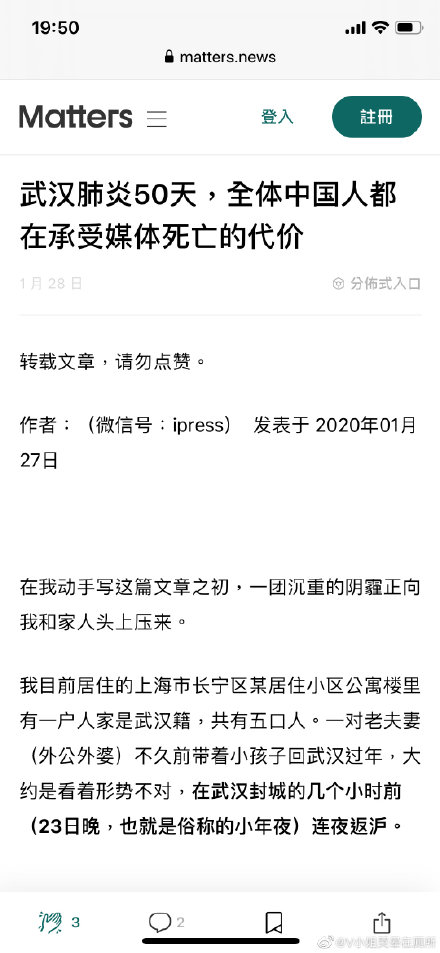 19:50
matters.news
Matters
登入
註冊
武汉肺炎50天，全体中国人都
在承受媒体死亡的代价
1 月 28 日
分佈式入口
转载文章，请勿点赞。
作者：（微信号：ipress） 发表于 2020年01月
27日
在我动手写这篇文章之初，一团沉重的阴霾正向
我和家人头上压来。
我目前居住的上海市长宁区某居住小区公寓楼里
有一户人家是武汉籍，共有五口人。一对老夫妻
（外公外婆）不久前带着小孩子回武汉过年，大
约是看着形势不对，在武汉封城的几个小时前
（23日晚，也就是俗称的小年夜）连夜返沪。
3
2